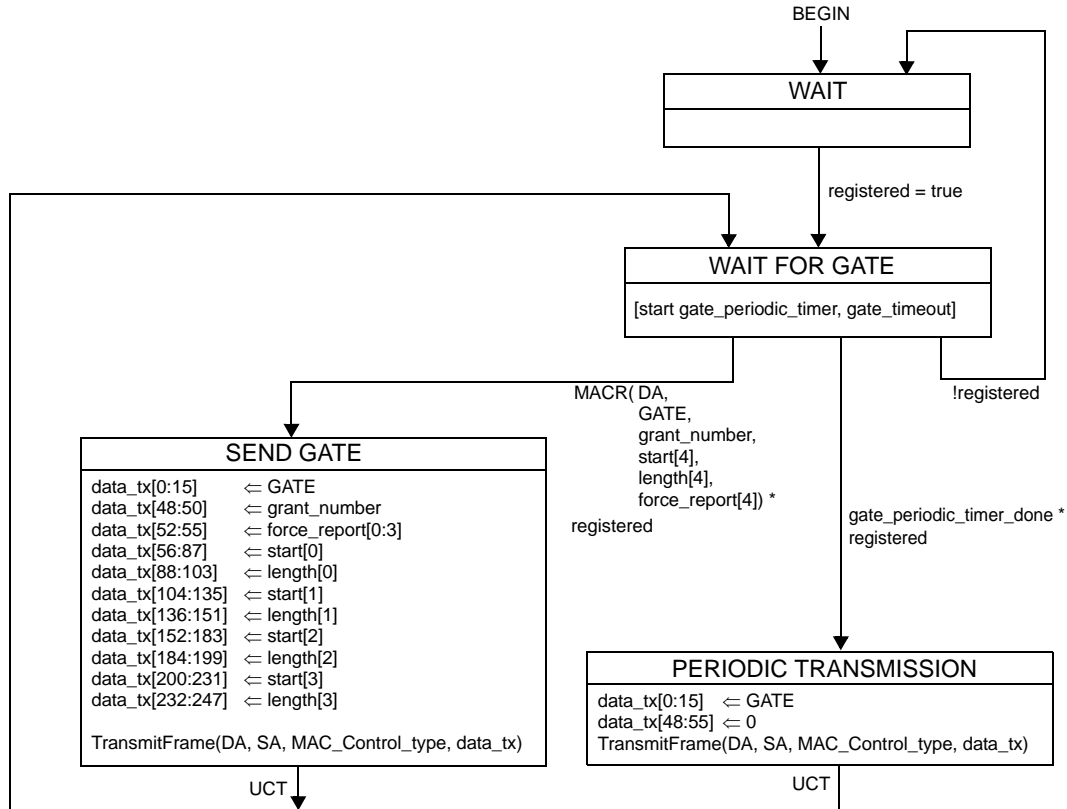 BEGIN
WAIT
registered = true
WAIT FOR GATE
[start gate_periodic_timer, gate_timeout]
MACR( DA,
GATE,
grant_number,
start[4],
length[4],
force_report[4]) *
registered
!registered
gate_periodic_timer_done *
registered
SEND GATE
data_tx[0:15] ⇐ GATE
data_tx[48:50] ⇐ grant_number
data_tx[52:55] ⇐ force_report[0:3]
data_tx[56:87] ⇐ start[0]
data_tx[88:103] ⇐ length[0]
data_tx[104:135] ⇐ start[1]
data_tx[136:151] ⇐ length[1]
data_tx[152:183] ⇐ start[2]
data_tx[184:199] ⇐ length[2]
data_tx[200:231] ⇐ start[3]
data_tx[232:247] ⇐ length[3]
TransmitFrame(DA, SA, MAC_Control_type, data_tx)
UCT
PERIODIC TRANSMISSION
data_tx[0:15] ⇐ GATE
data_tx[48:55] ⇐ 0
TransmitFrame(DA, SA, MAC_Control_type, data_tx)
UCT